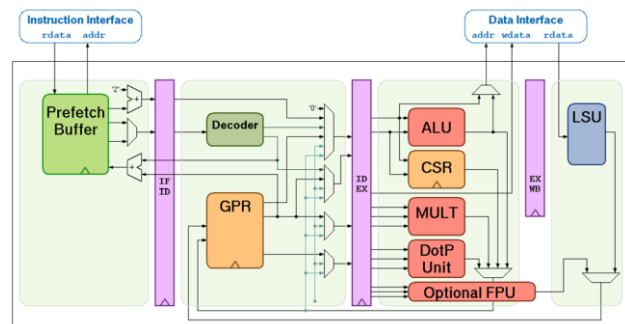 Instruction Interface
rdata addr
Data Interface
addr wdata rdata
'2'
+
Prefetch
Buffer
+
IF
ID
Decoder
GPR
'0'
ID
EX
ALU
CSR
MULT
DotP
Unit
Optional FPU
EX
WB
LSU